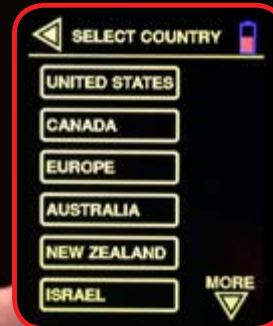 SELECT COUNTRY
UNITED STATES
CANADA
EUROPE
AUSTRALIA
NEW ZEALAND
ISRAEL
MORE